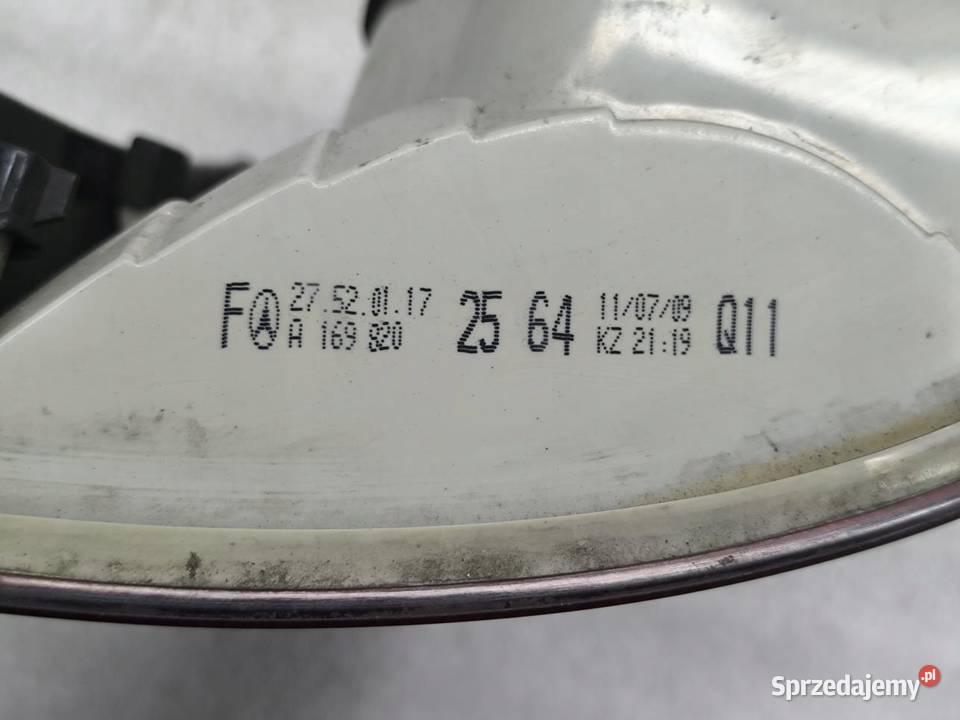 F 27.52.01.17 25 64 11/07/09 Q11
A 169 820 KZ 21:19
Sprzedajemy.pl